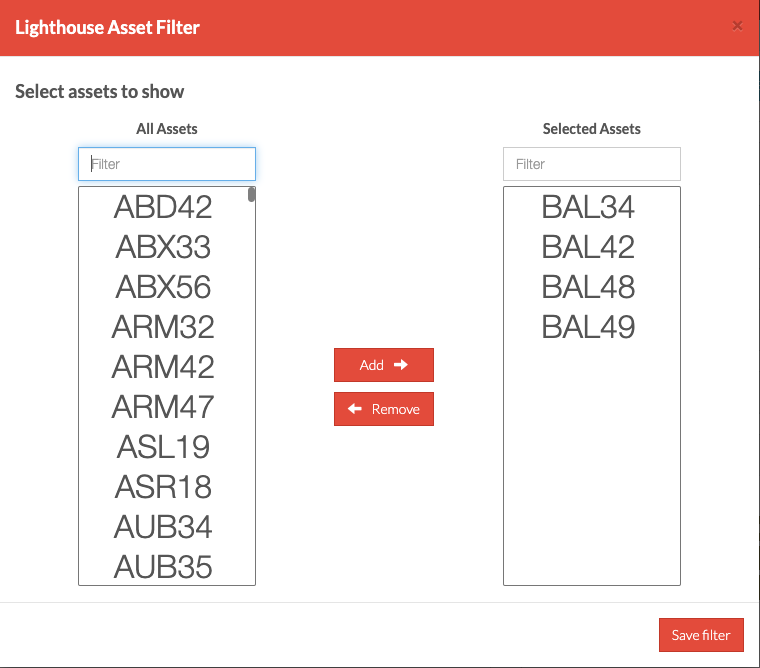 Lighthouse Asset Filter
×
Select assets to show
All Assets
Filter
ABD42
ABX33
ABX56
ARM32
ARM42
ARM47
ASL19
ASR18
AUB34
AUB35
Add
Remove
Selected Assets
Filter
BAL34
BAL42
BAL48
BAL49
Save filter